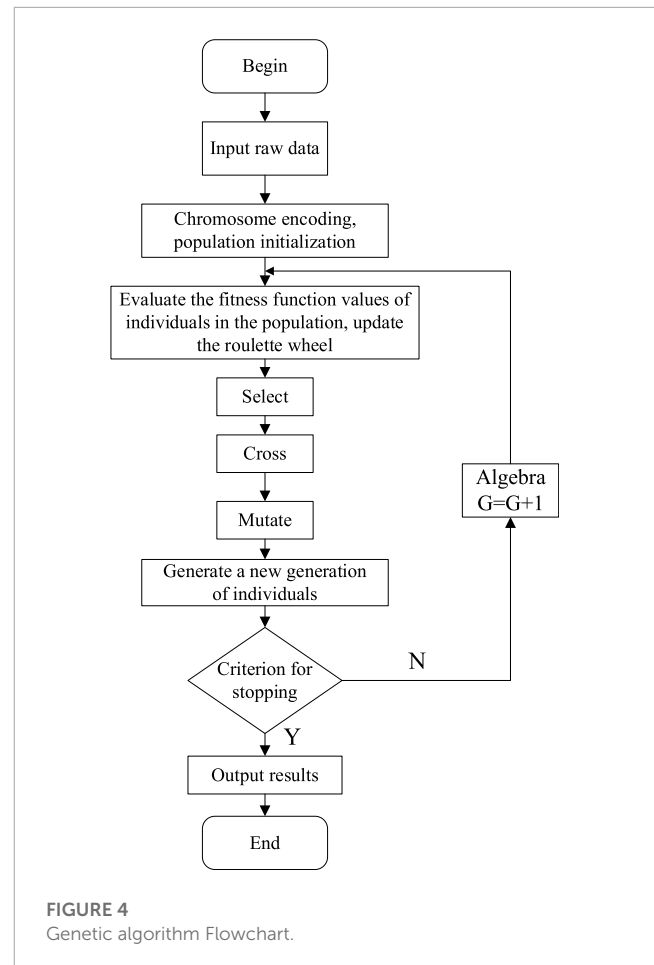 Begin
Input raw data
Chromosome encoding,
population initialization
Evaluate the fitness function values of
individuals in the population, update
the roulette wheel
Select
Cross
Mutate
Generate a new generation
of individuals
Criterion for
stopping
N
Algebra
G=G+1
Y
Output results
End
FIGURE 4
Genetic algorithm Flowchart.